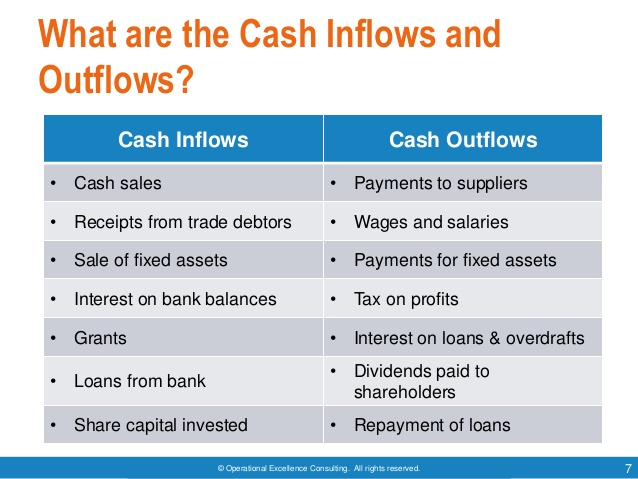 What are the Cash Inflows and
Outflows?
Cash Inflows
Cash Outflows
• Cash sales
• Payments to suppliers
• Receipts from trade debtors
• Wages and salaries
• Sale of fixed assets
• Payments for fixed assets
• Interest on bank balances
• Tax on profits
• Grants
• Interest on loans & overdrafts
• Loans from bank
• Dividends paid to
shareholders
• Share capital invested
• Repayment of loans
© Operational Excellence Consulting. All rights reserved.
7